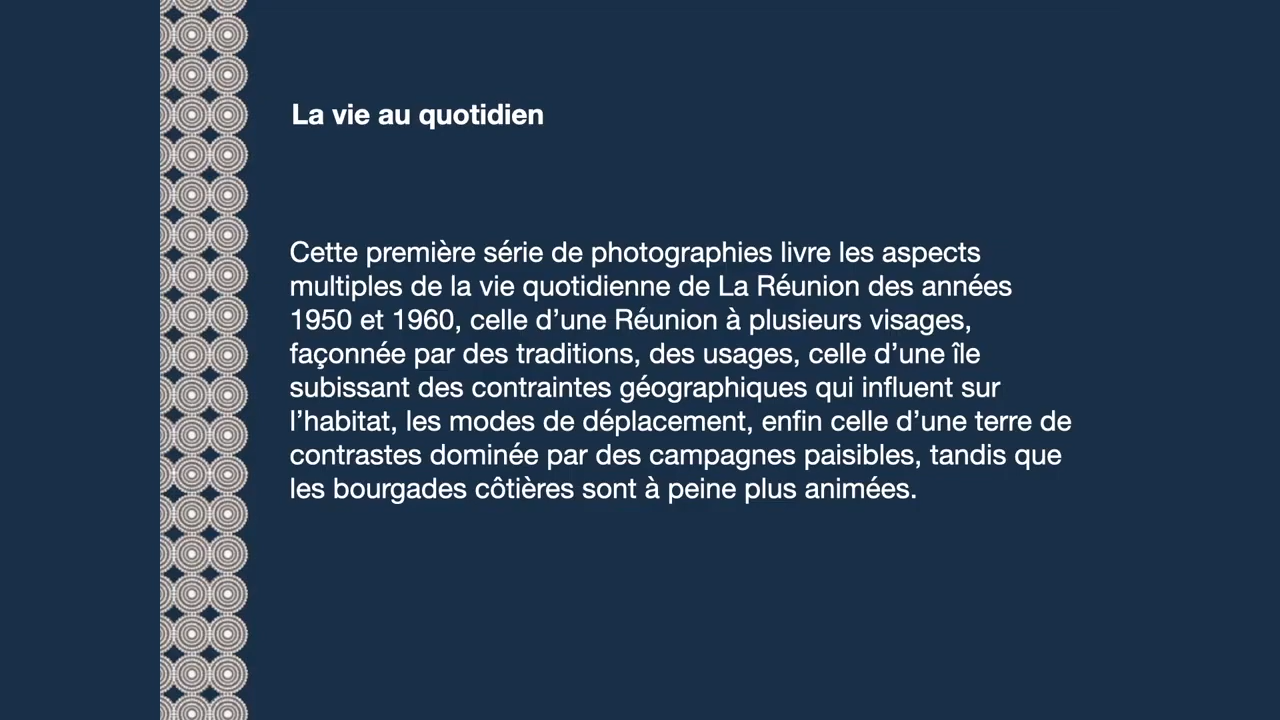 La vie au quotidien
Cette première série de photographies livre les aspects
multiples de la vie quotidienne de La Réunion des années
1950 et 1960, celle d’une Réunion à plusieurs visages,
façonnée par des traditions, des usages, celle d’une île
subissant des contraintes géographiques qui influent sur
l’habitat, les modes de déplacement, enfin celle d’une terre de
contrastes dominée par des campagnes paisibles, tandis que
les bourgades côtières sont à peine plus animées.